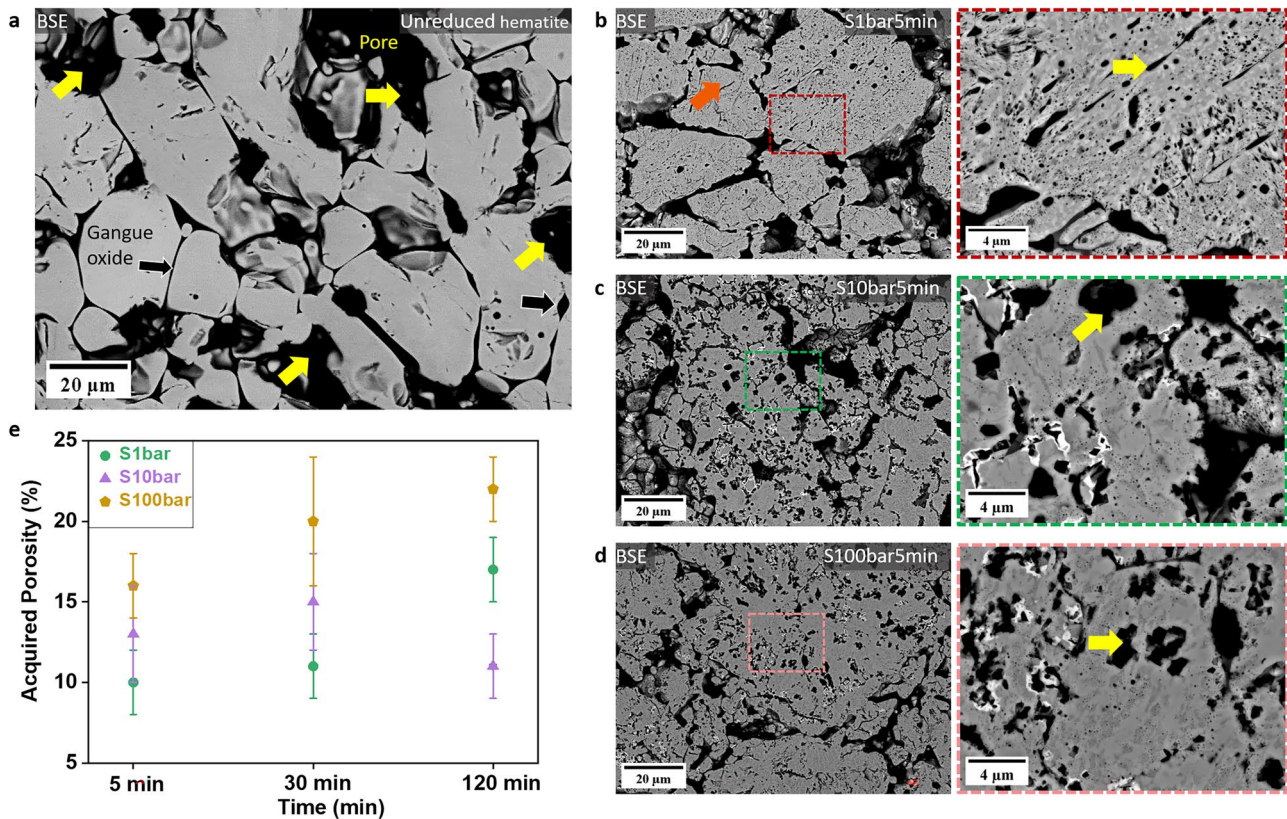 a
BSE
Unreduced hematite
Pore
Gangue
oxide
20 µm
b
BSE
S1bar5min
20 µm
4 µm
c
BSE
S10bar5min
20 µm
4 µm
d
BSE
S100bar5min
20 µm
4 µm
e
S1bar
S10bar
S100bar
Acquired Porosity (%)
25
20
15
10
5
5 min
30 min
120 min
Time (min)